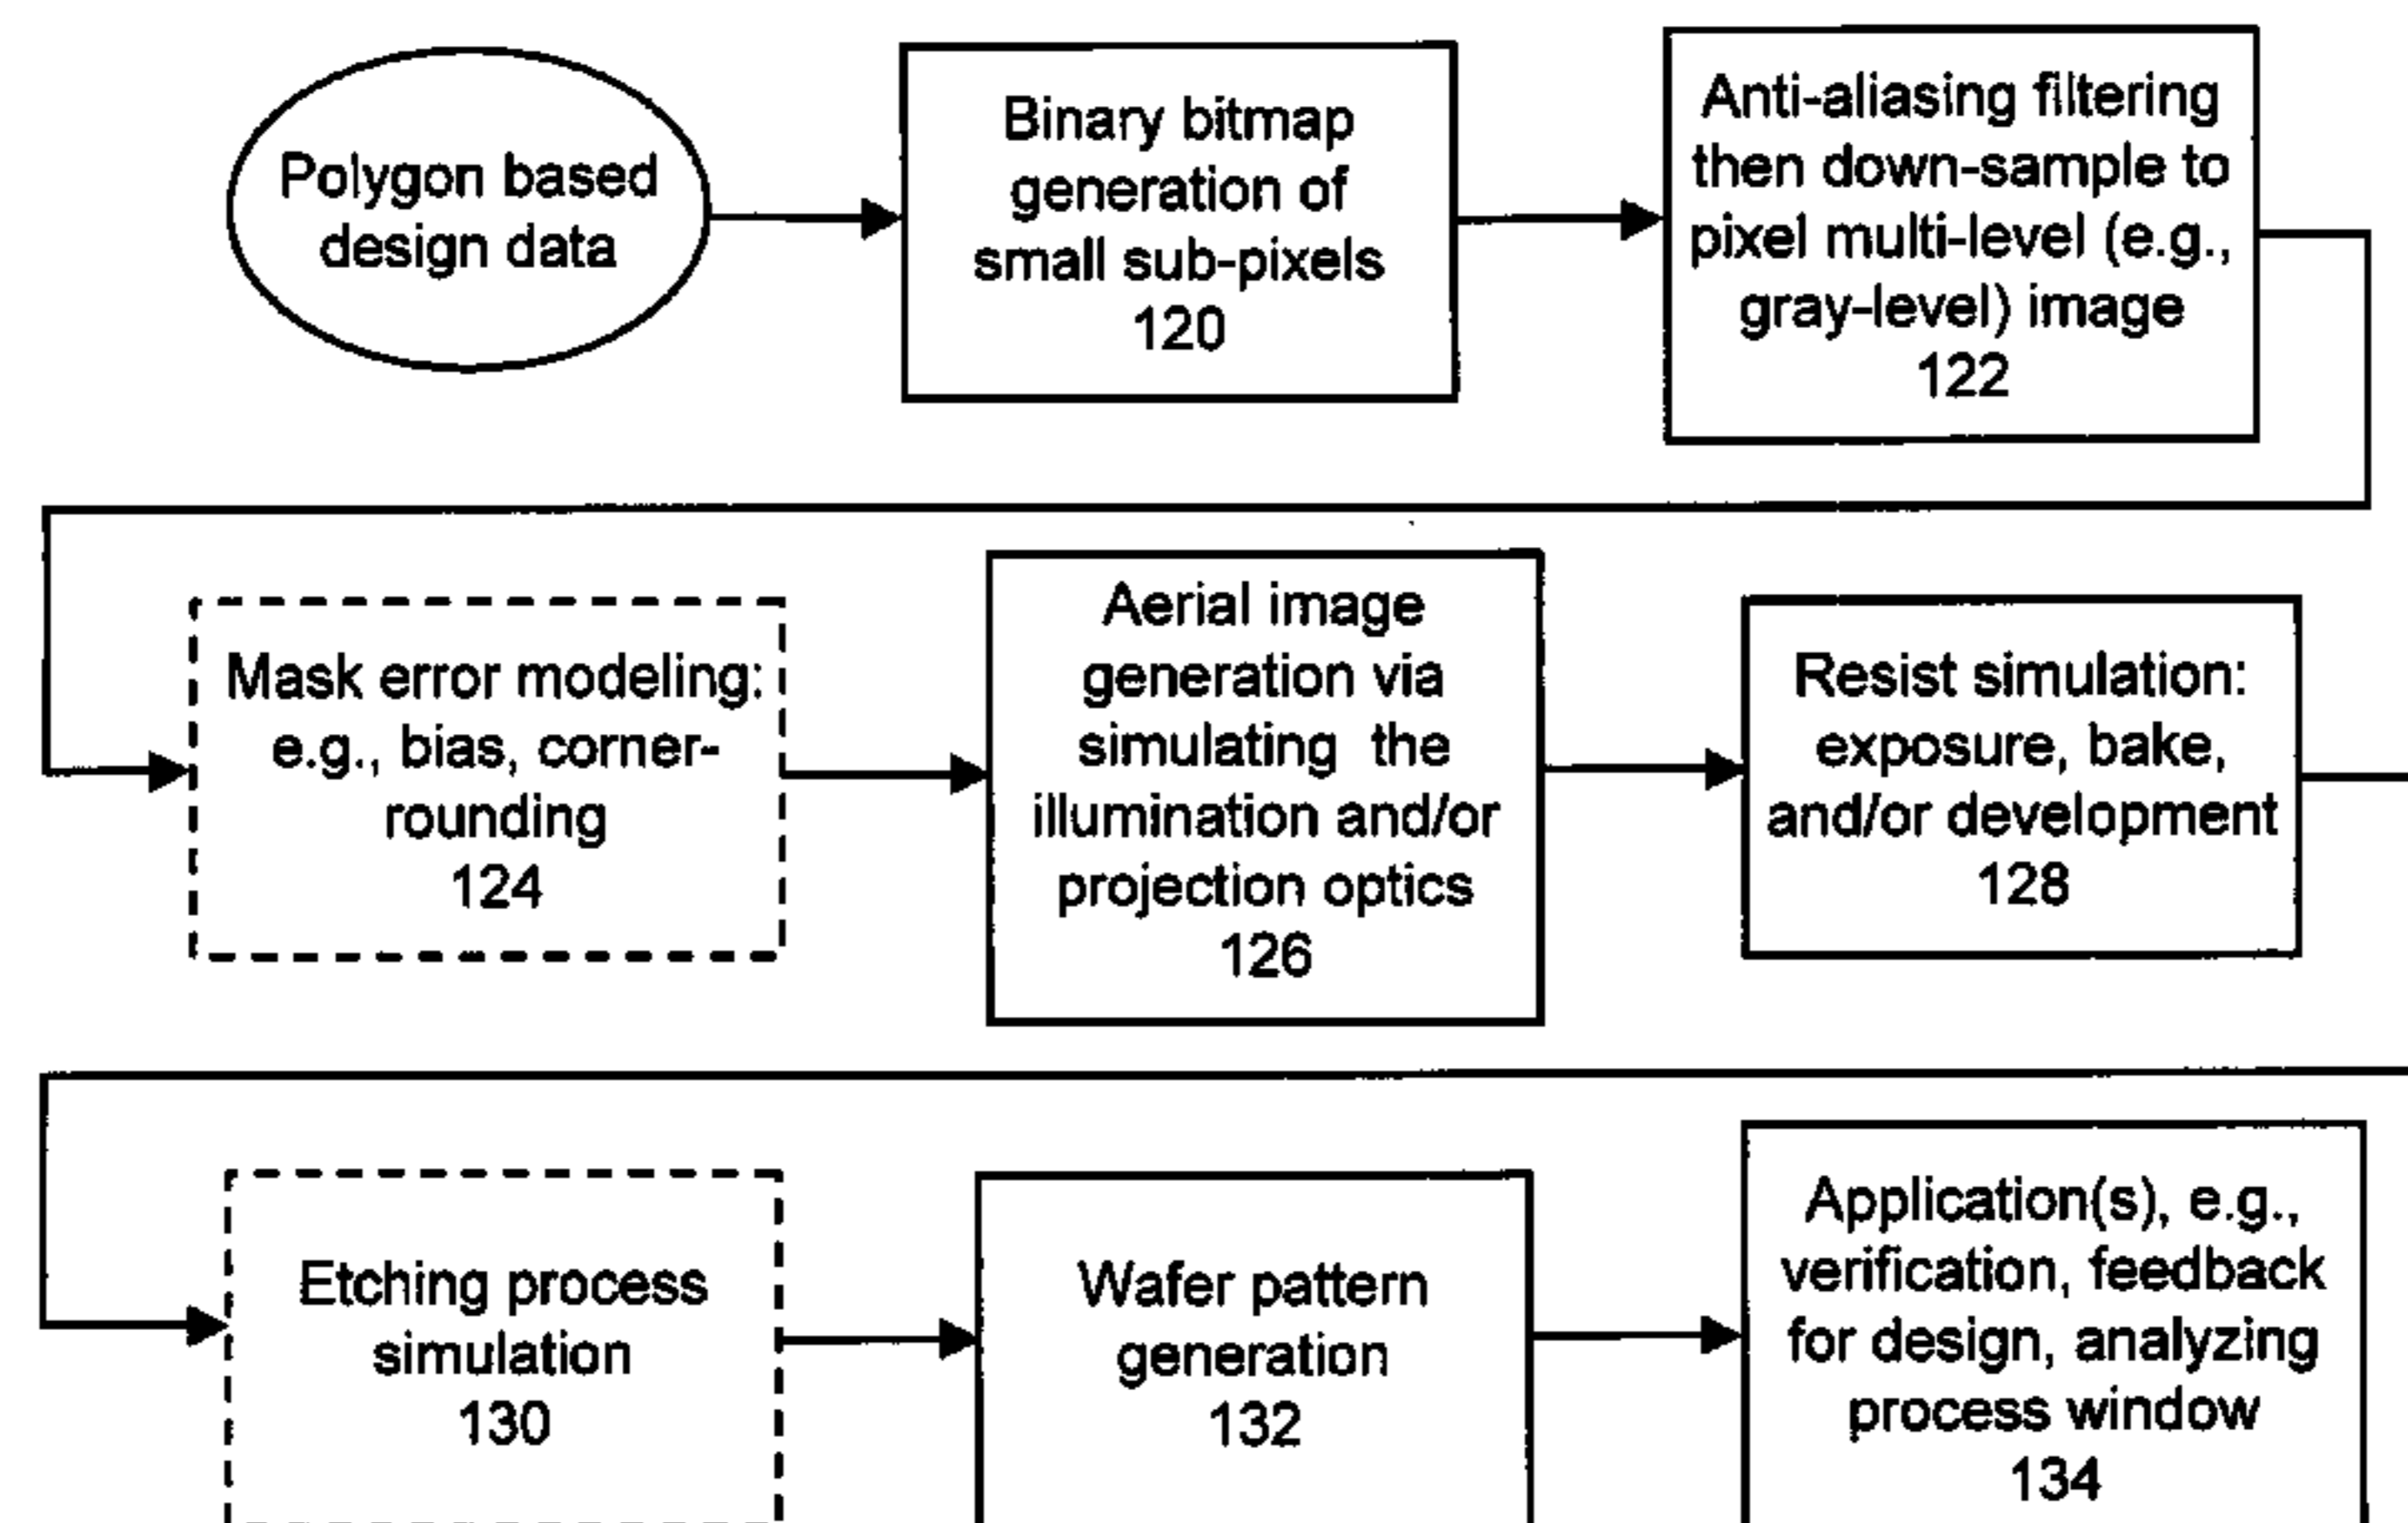 Polygon based
design data
Binary bitmap
generation of
small sub-pixels
120
Anti-aliasing filtering
then down-sample to
pixel multi-level (e.g.,
gray-level) image
122
Mask error modeling:
e.g., bias, corner-
rounding
124
Aerial image
generation via
simulating the
illumination and/or
projection optics
126
Resist simulation:
exposure, bake,
and/or development
128
Etching process
simulation
130
Wafer pattern
generation
132
Application(s), e.g.,
verification, feedback
for design, analyzing
process window
134